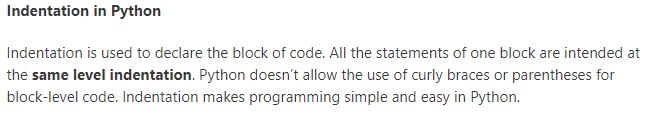 Indentation in Python
Indentation is used to declare the block of code. All the statements of one block are intended at
the same level indentation. Python doesn’t allow the use of curly braces or parentheses for
block-level code. Indentation makes programming simple and easy in Python.